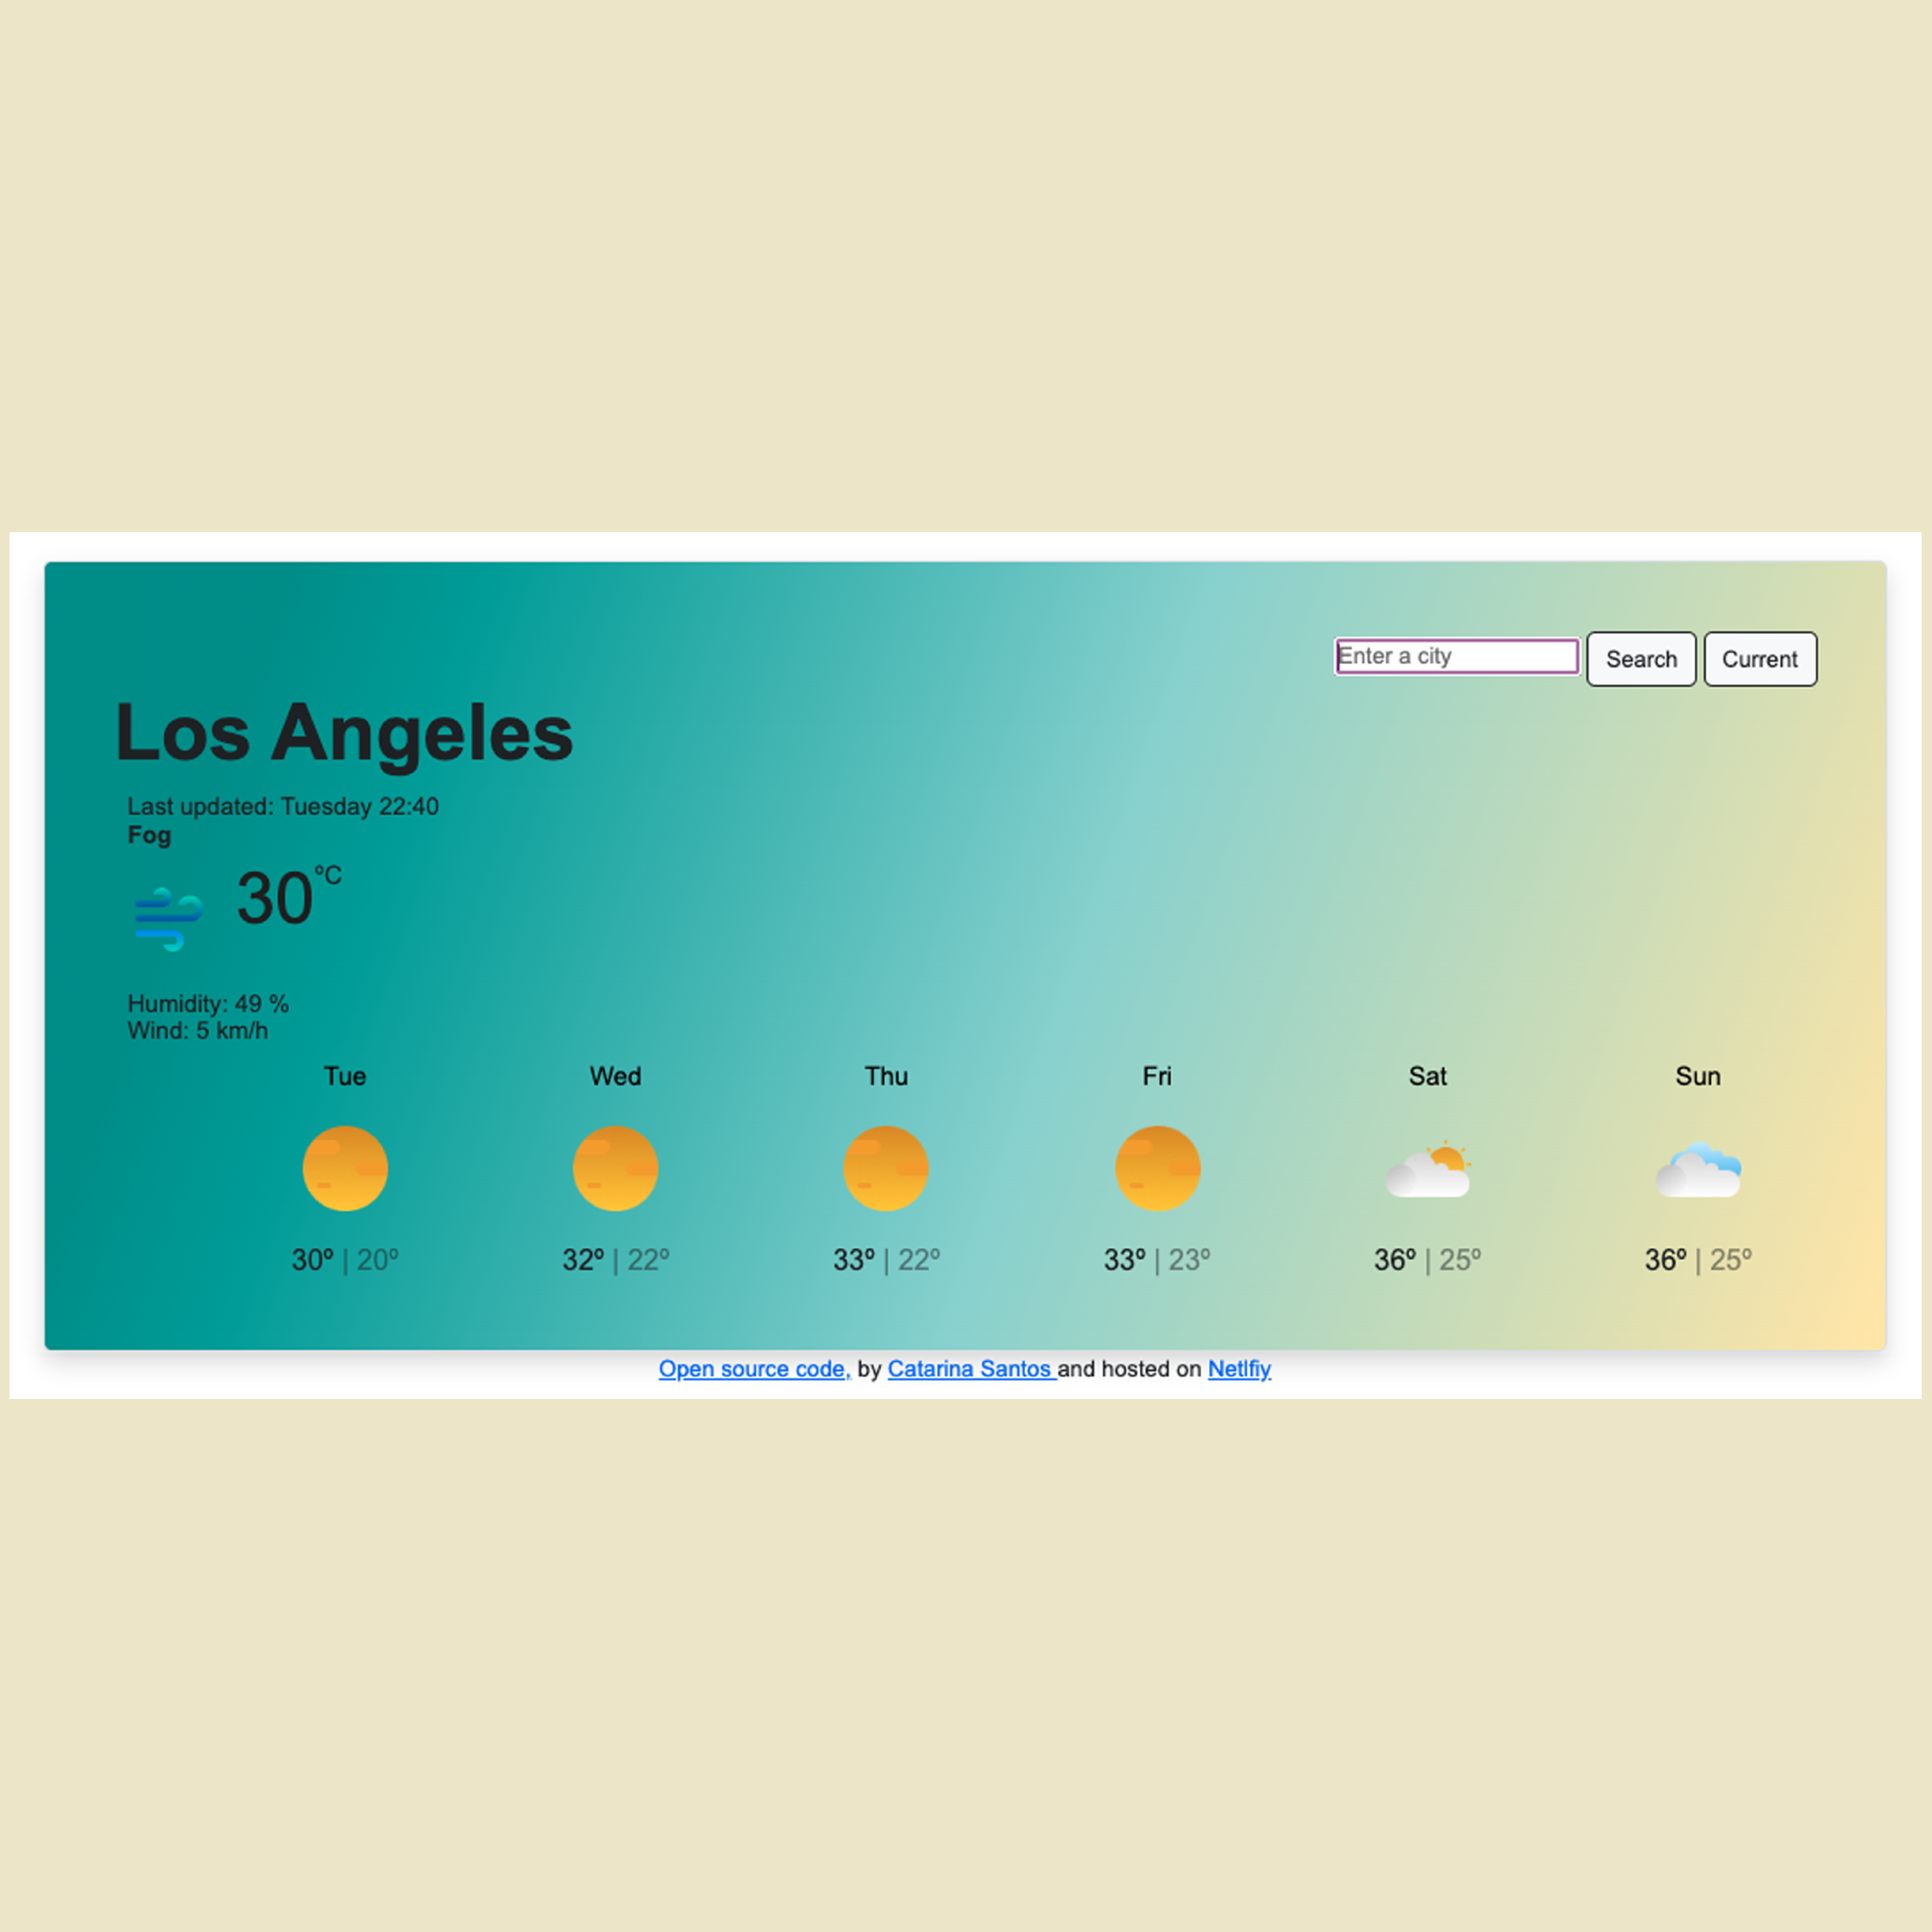 Enter a city Search Current
Los Angeles
Last updated: Tuesday 22:40
Fog
30 ºC
Humidity: 49 %
Wind: 5 km/h
Tue Wed Thu Fri Sat Sun
30º | 20º 32º | 22º 33º | 22º 33º | 23º 36º | 25º 36º | 25º
Open source code, by Catarina Santos and hosted on Netlfiy